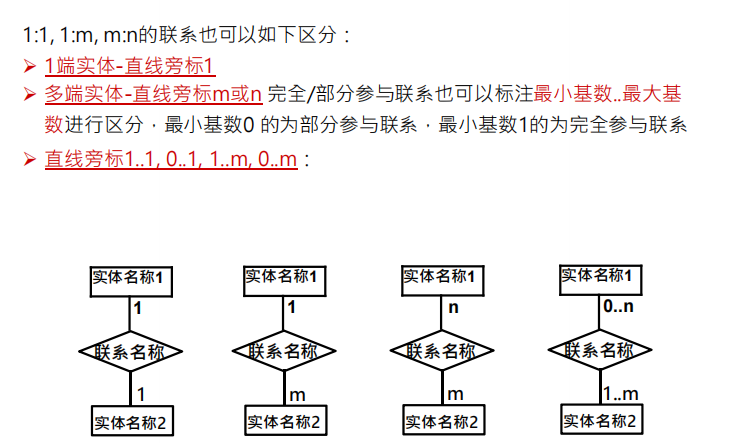 1:1, 1:m, m:n的联系也可以如下区分：
➢ 1端实体-直线旁标1
➢ 多端实体-直线旁标m或n 完全/部分参与联系也可以标注最小基数..最大基
数进行区分，最小基数0 的为部分参与联系，最小基数1的为完全参与联系
➢ 直线旁标1..1, 0..1, 1..m, 0..m：
实体名称1 实体名称1 实体名称1 实体名称1
1 1 n 0..n
联系名称 联系名称 联系名称 联系名称
1 m m 1..m
实体名称2 实体名称2 实体名称2 实体名称2